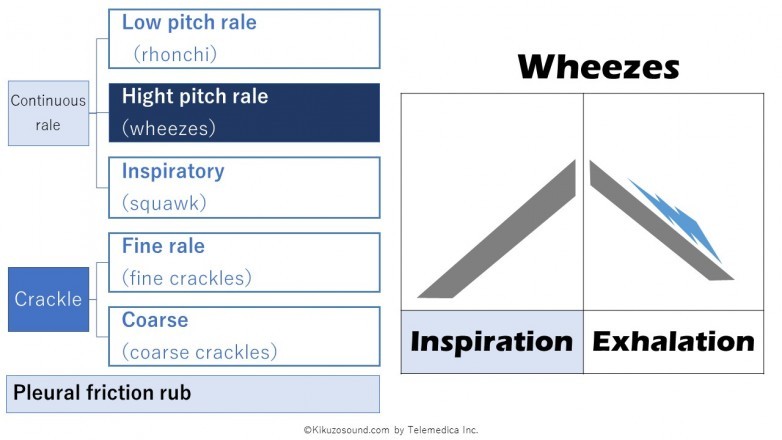 Low pitch rale
(rhonchi)
Continuous
rale
Hight pitch rale
(wheezes)
Inspiratory
(squawk)
Fine rale
(fine crackles)
Crackle
Coarse
(coarse crackles)
Pleural friction rub
Wheezes
Inspiration
Exhalation
©Kikuzosound.com by Telemedica Inc.